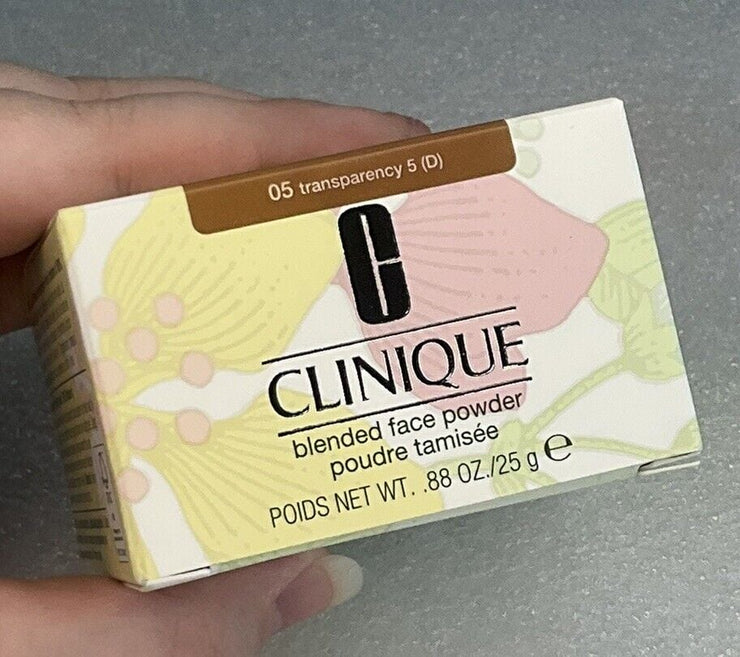 05 transparency 5 (D)
C
CLINIQUE
blended face powder
poudre tamisée
POIDS NET WT. .88 OZ./25 g e